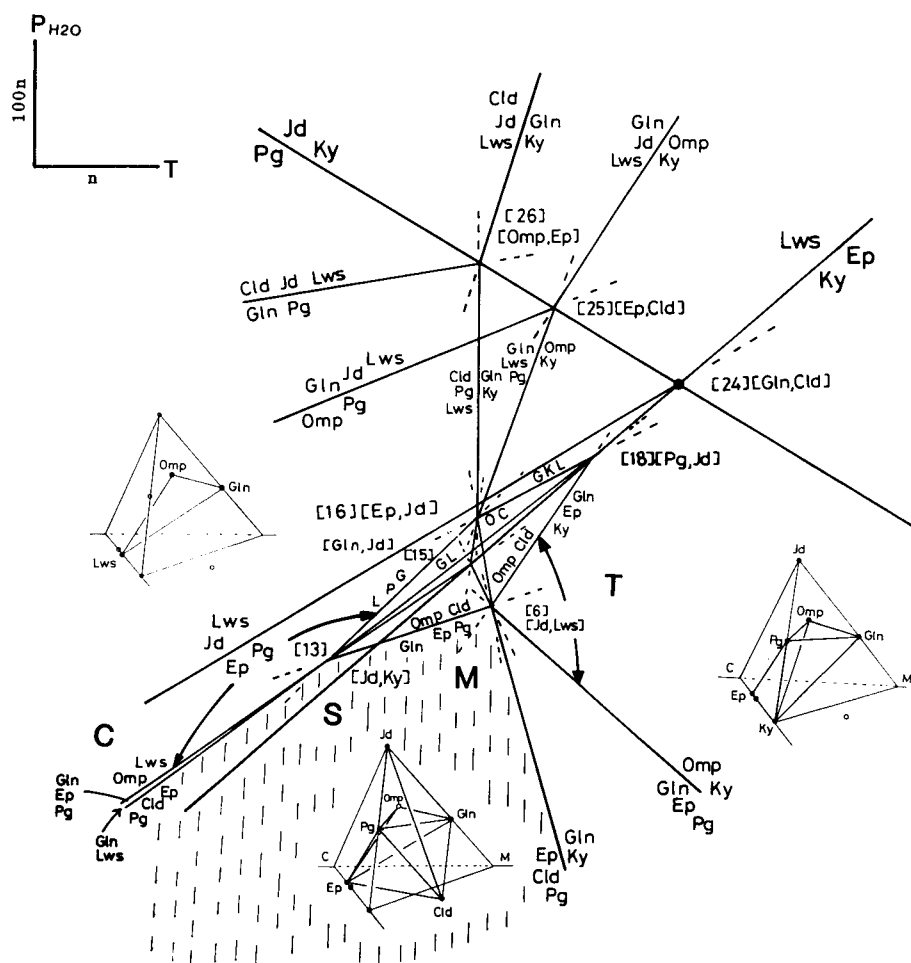 P H2O
100n
n
T
Cld
Jd Gln
Lws Ky
Gln
Jd Omp
Lws Ky
Jd
Pg Ky
[26]
[Omp,Ep]
Lws
Ep
Ky
Cld Jd Lws
Gln Pg
[25][Ep,Cld]
Gln Jd Lws
Omp Pg
Cld Gln
Pg Ky
Lws
Gln Omp
Lws Ky
Pg
[24][Gln,Cld]
[18][Pg,Jd]
GKL
Omp
Gln
Lws
[16][Ep,Jd]
OC
[Gln,Jd]
[15]
GL
Gln
Ep
Ky
Omp Cld
L P G
T
Jd
Omp
Pg
Gln
C
M
Ep
Ky
Lws
Jd
Pg
Ep
[13]
Omp Cld
Ep Pg
Gln
[6]
[Jd,Lws]
[Jd,Ky]
M
S
C
Lws
Omp
Ep
Cld
Pg
Gln
Ep
Pg
Gln
Lws
Jd
Omp
Pg
Gln
C
M
Ep
Cld
Omp
Gln Ky
Ep
Pg
Gln
Ep Ky
Cld
Pg